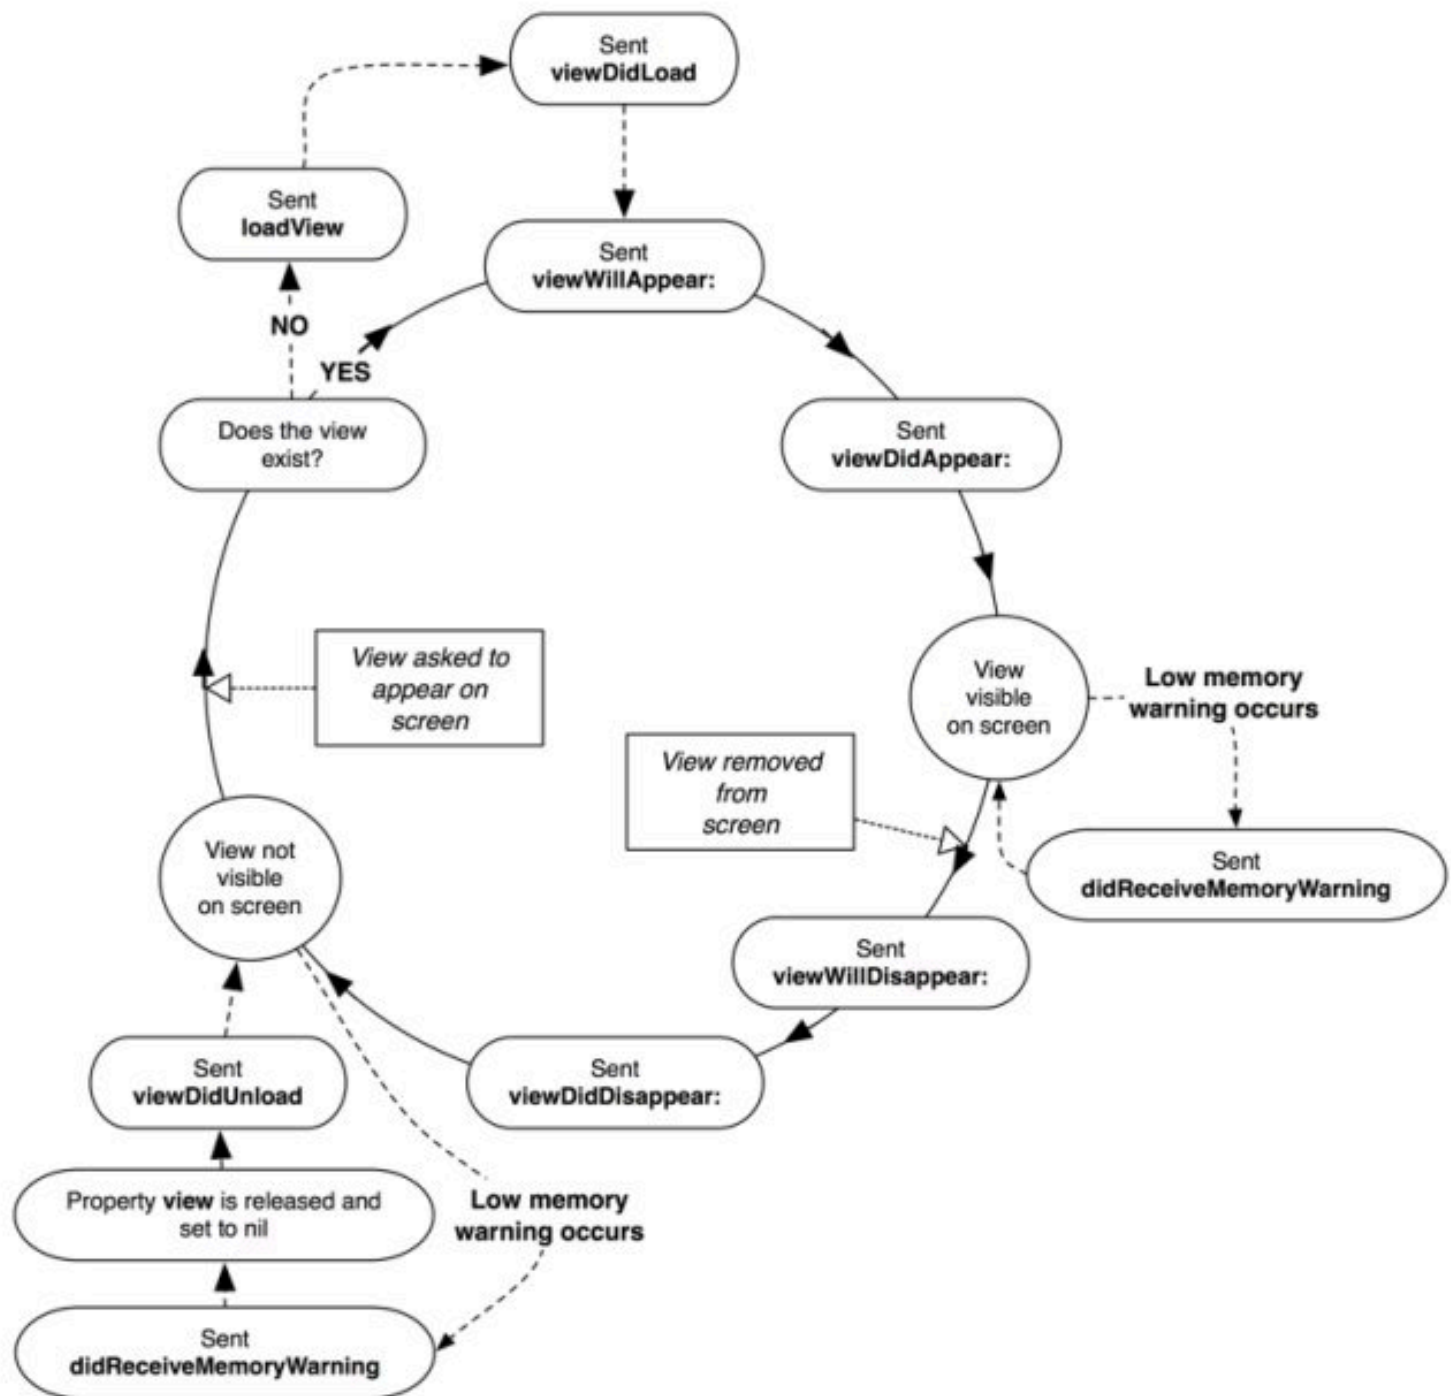 Sent
viewDidLoad
Sent
loadView
Sent
viewWillAppear:
NO
YES
Does the view
exist?
Sent
viewDidAppear:
View asked to
appear on
screen
View
visible
on screen
Low memory
warning occurs
View removed
from
screen
Sent
didReceiveMemoryWarning
View not
visible
on screen
Sent
viewWillDisappear:
Sent
viewDidDisappear:
Sent
viewDidUnload
Property view is released and
set to nil
Low memory
warning occurs
Sent
didReceiveMemoryWarning